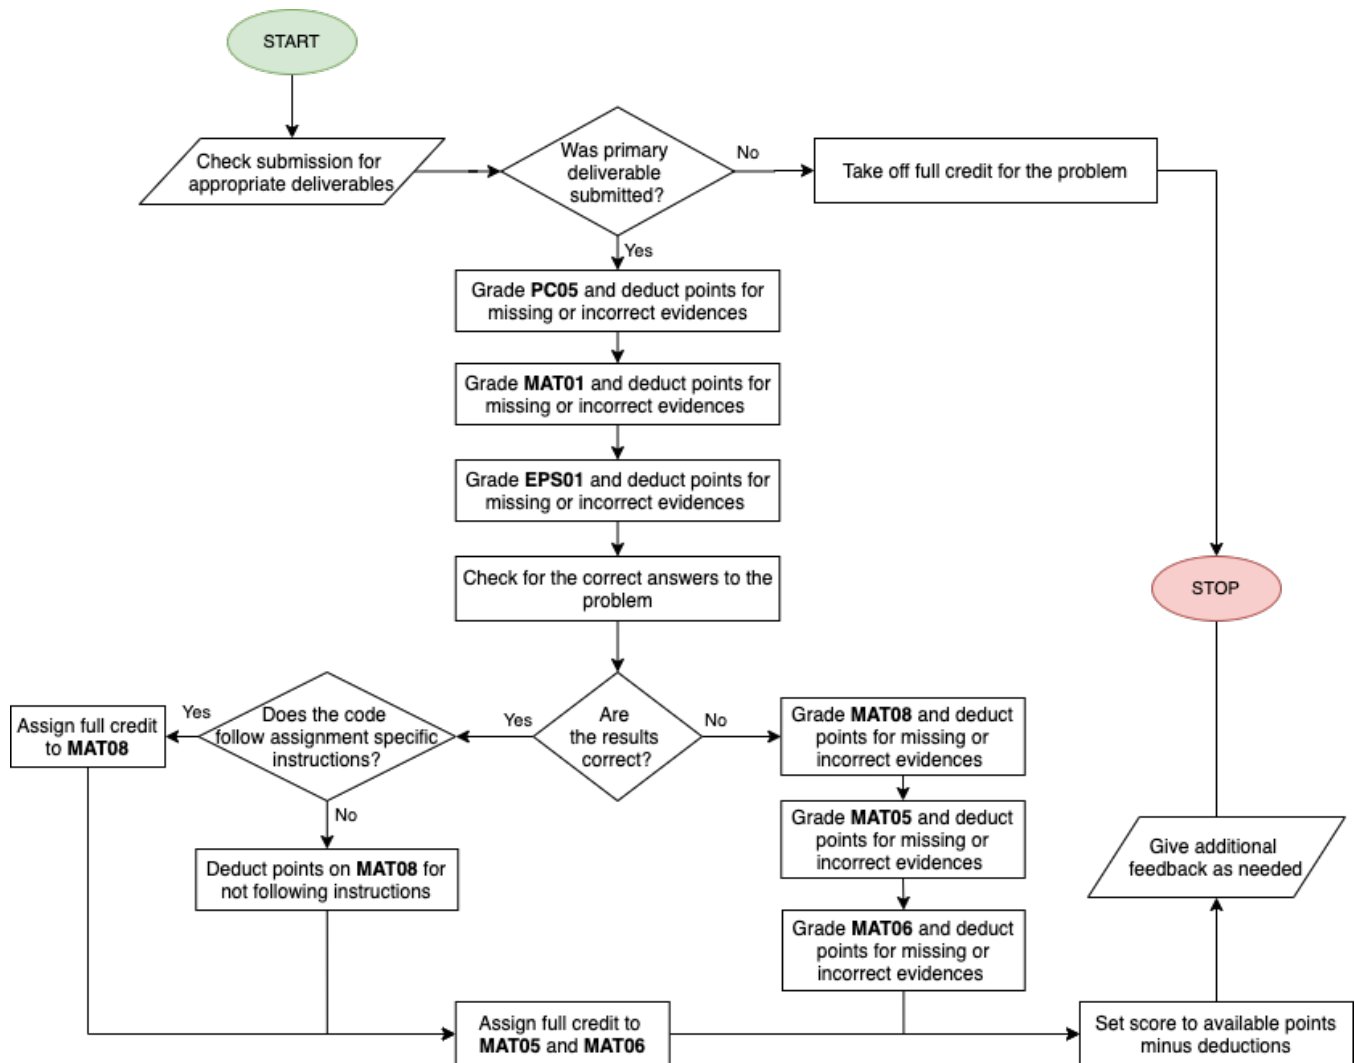 START
Check submission for
appropriate deliverables
Was primary
deliverable
submitted?
No
Take off full credit for the problem
Yes
Grade PC05 and deduct points for
missing or incorrect evidences
Grade MAT01 and deduct points for
missing or incorrect evidences
Grade EPS01 and deduct points for
missing or incorrect evidences
Check for the correct answers to the
problem
STOP
Are
the results
correct?
Yes
Does the code
follow assignment specific
instructions?
Yes
Assign full credit
to MAT08
No
Deduct points on MAT08 for
not following instructions
No
Grade MAT08 and deduct
points for missing or
incorrect evidences
Grade MAT05 and deduct
points for missing or
incorrect evidences
Grade MAT06 and deduct
points for missing or
incorrect evidences
Assign full credit to
MAT05 and MAT06
Set score to available points
minus deductions
Give additional
feedback as needed